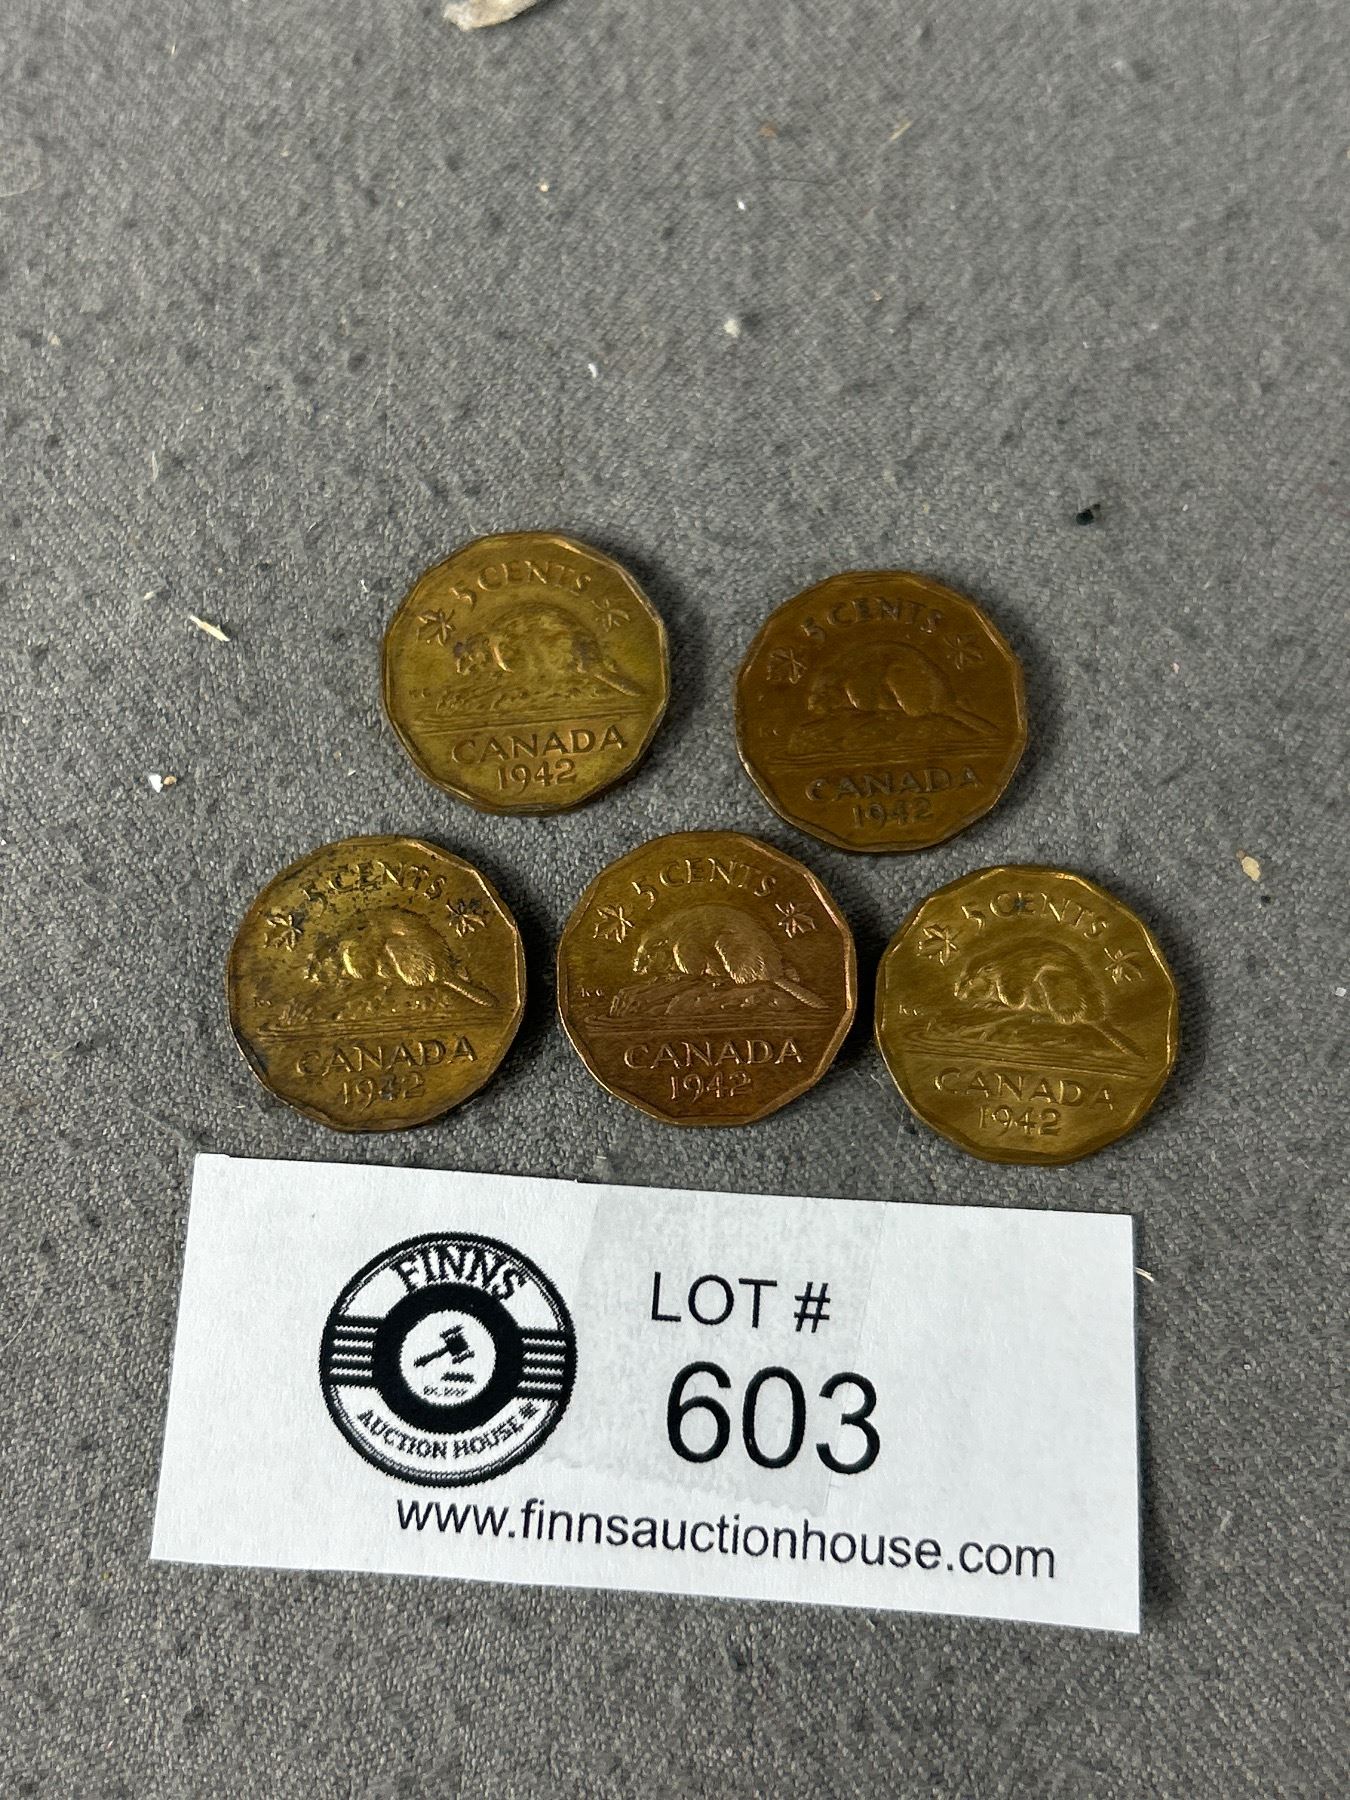 5 CENTS
CANADA
1942
5 CENTS
CANADA
1942
5 CENTS
CANADA
1942
5 CENTS
K G
CANADA
1942
5 CENTS
K G
CANADA
1942
FINNS
AUCTION HOUSE
LOT #
603
www.finnsauctionhouse.com